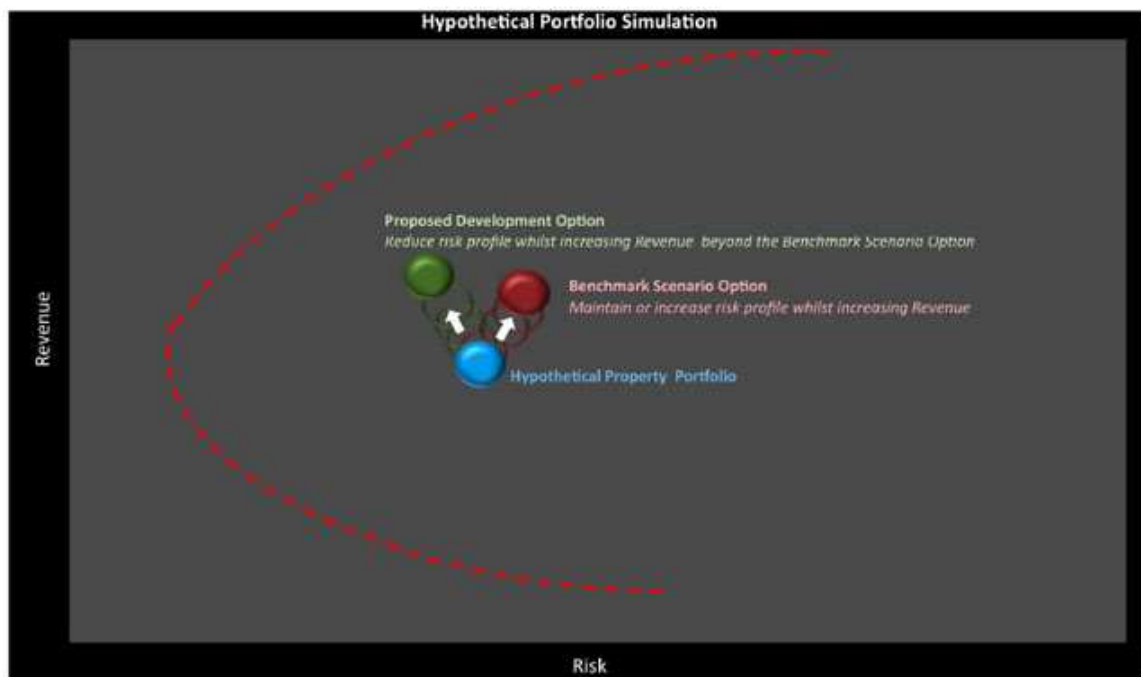 Hypothetical Portfolio Simulation
Proposed Development Option
Reduce risk profile whilst increasing Revenue beyond the Benchmark Scenario Option
Benchmark Scenario Option
Maintain or increase risk profile whilst increasing Revenue
Revenue
Hypothetical Property Portfolio
Risk